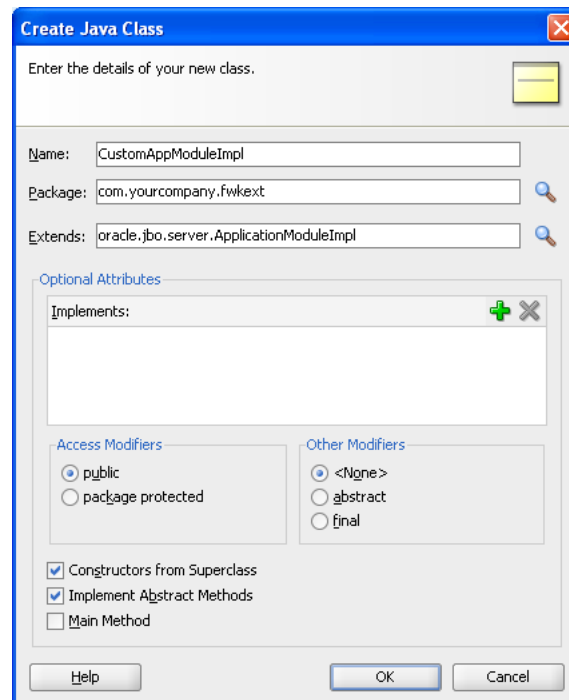 Create Java Class
Enter the details of your new class.
Name: CustomAppModuleImpl
Package: com.yourcompany.fwkext
Extends: oracle.jbo.server.ApplicationModuleImpl
Optional Attributes
Implements:
Access Modifiers
public
package protected
Other Modifiers
<None>
abstract
final
Constructors from Superclass
Implement Abstract Methods
Main Method
Help OK Cancel